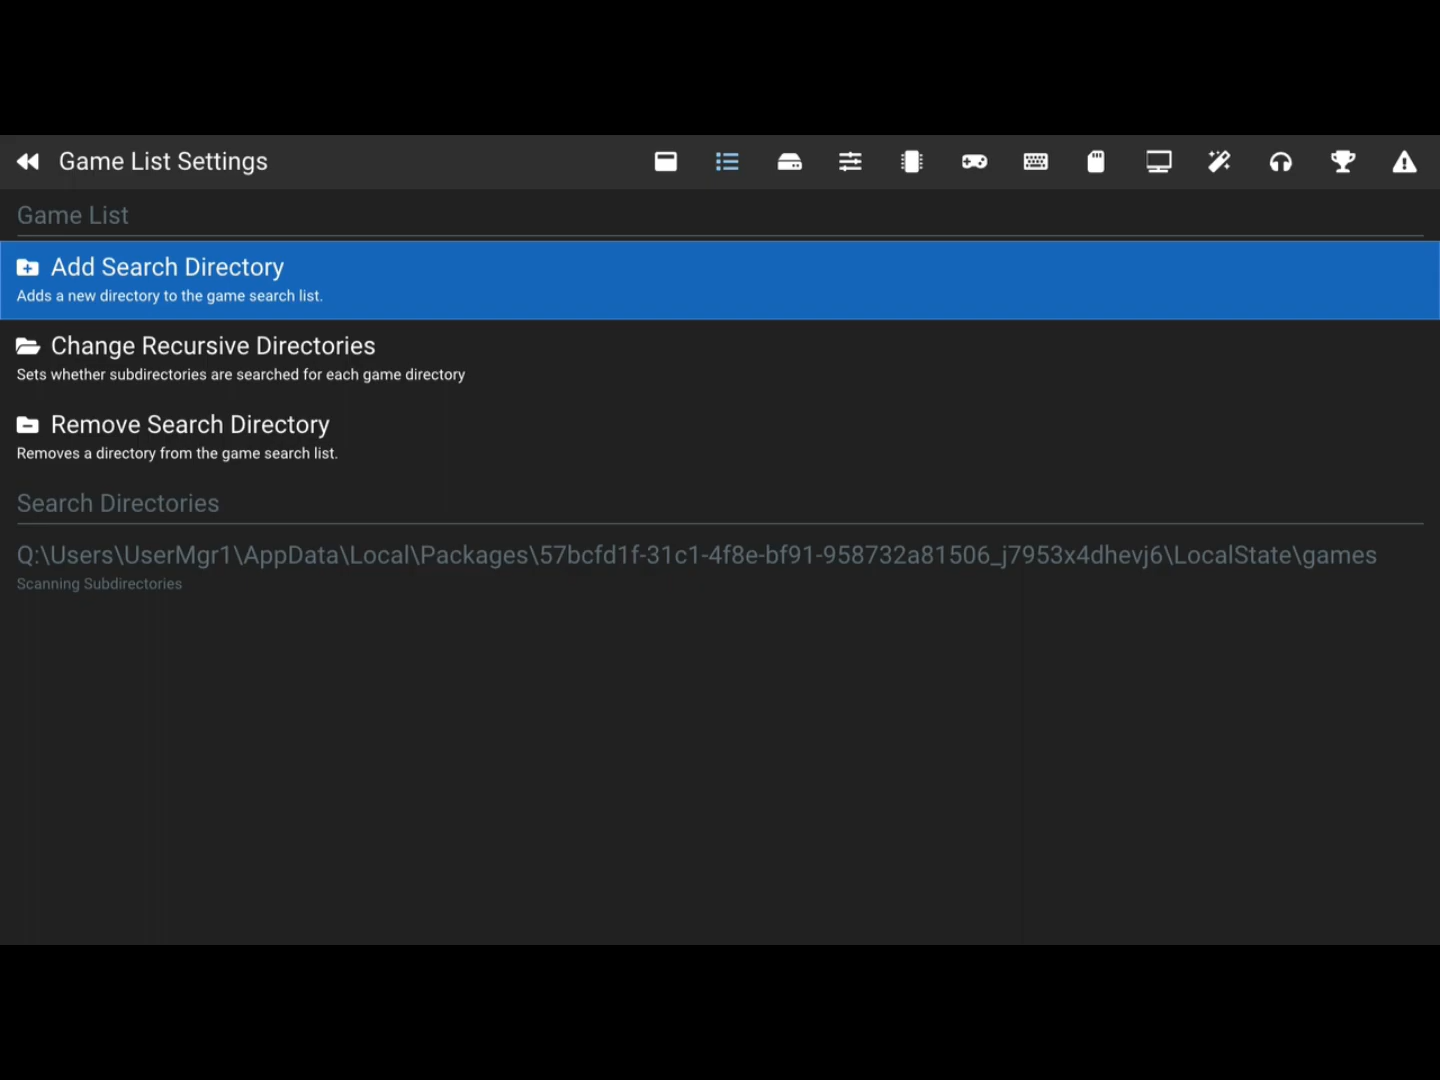 Game List Settings
Game List
Add Search Directory
Adds a new directory to the game search list.
Change Recursive Directories
Sets whether subdirectories are searched for each game directory
Remove Search Directory
Removes a directory from the game search list.
Search Directories
Q:\Users\UserMgr1\AppData\Local\Packages\57bcfd1f-31c1-4f8e-bf91-958732a81506_j7953x4dhevj6\LocalState\games
Scanning Subdirectories